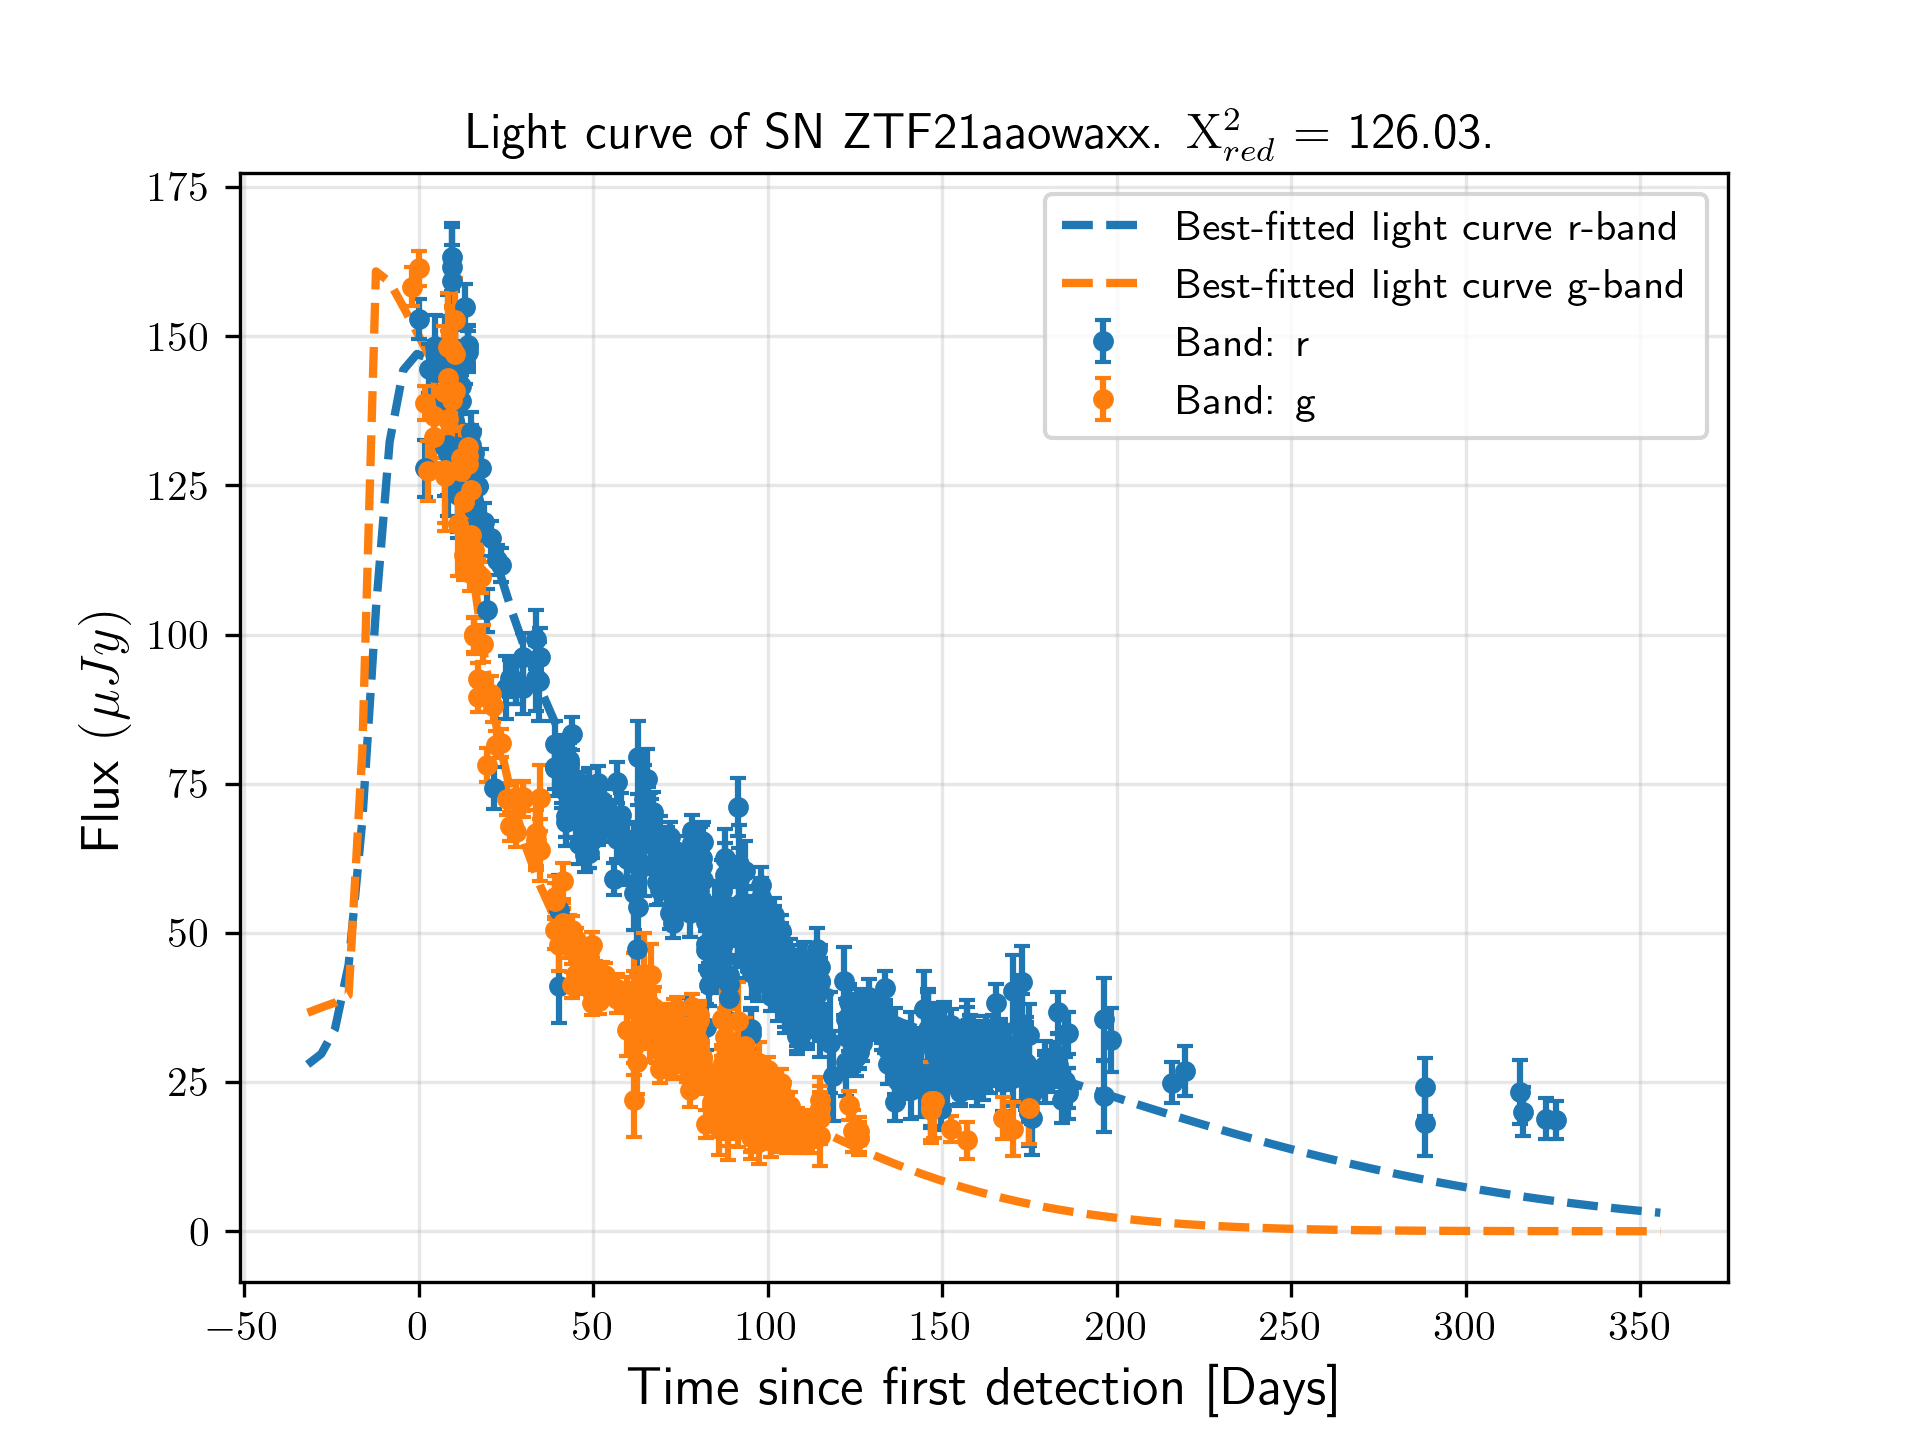 Light curve of SN ZTF21aaowaxx. X²_red = 126.03.
175
150
125
100
75
50
25
0
Flux (μJy)
Best-fitted light curve r-band
Best-fitted light curve g-band
Band: r
Band: g
−50 0 50 100 150 200 250 300 350
Time since first detection [Days]